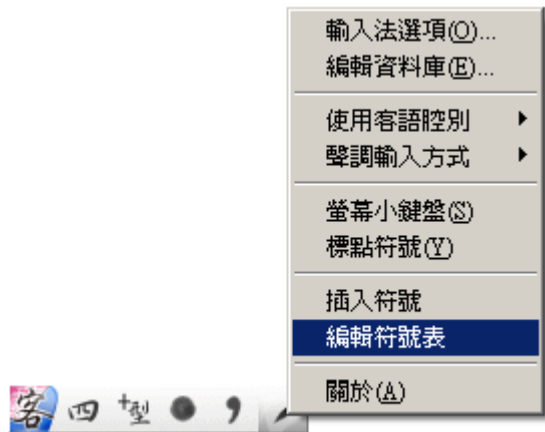 輸入法選項(O)...
編輯資料庫(E)...
使用客語腔別
聲調輸入方式
螢幕小鍵盤(S)
標點符號(Y)
插入符號
編輯符號表
關於(A)
客 四 +型 ● ，